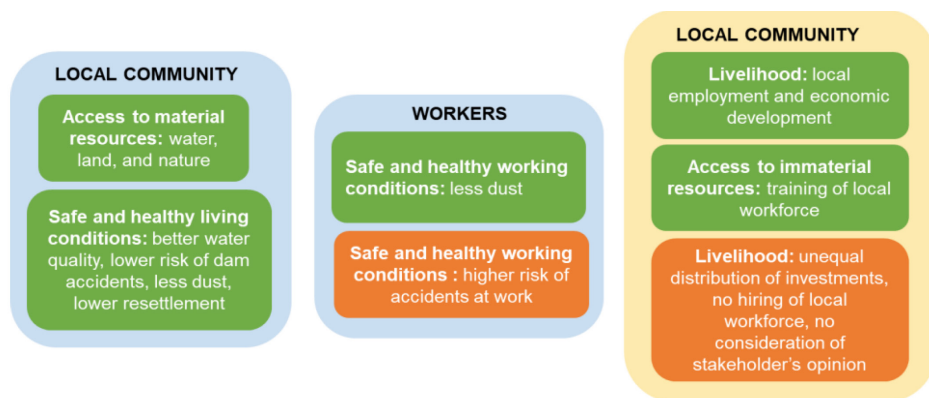 LOCAL COMMUNITY
Access to material
resources: water,
land, and nature
Safe and healthy living
conditions: better water
quality, lower risk of dam
accidents, less dust,
lower resettlement
WORKERS
Safe and healthy working
conditions: less dust
Safe and healthy working
conditions : higher risk of
accidents at work
LOCAL COMMUNITY
Livelihood: local
employment and economic
development
Access to immaterial
resources: training of local
workforce
Livelihood: unequal
distribution of investments,
no hiring of local
workforce, no
consideration of
stakeholder's opinion